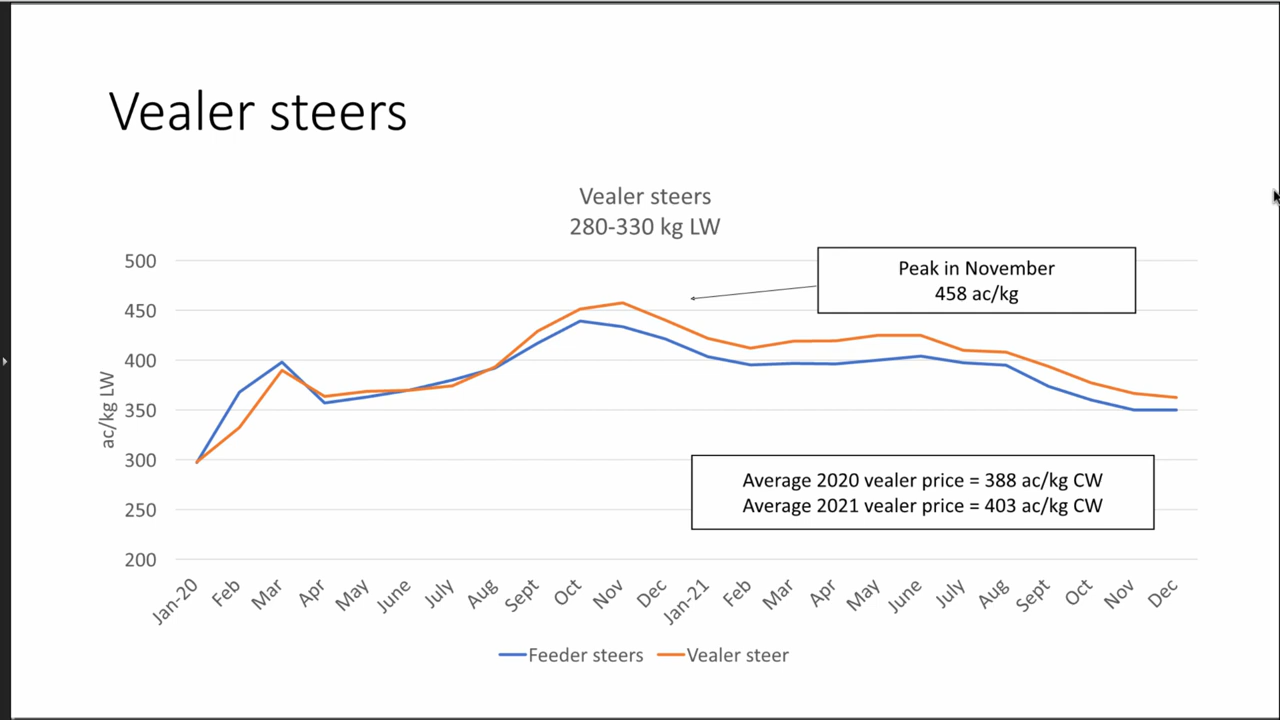 Vealer steers
Vealer steers
280-330 kg LW
Peak in November
458 ac/kg
500
450
400
350
300
250
200
ac/kg LW
Average 2020 vealer price = 388 ac/kg CW
Average 2021 vealer price = 403 ac/kg CW
Jan-20
Feb
Mar
Apr
May
June
July
Aug
Sept
Oct
Nov
Dec
Jan-21
Feb
Mar
Apr
May
June
July
Aug
Sept
Oct
Nov
Dec
Feeder steers
Vealer steer